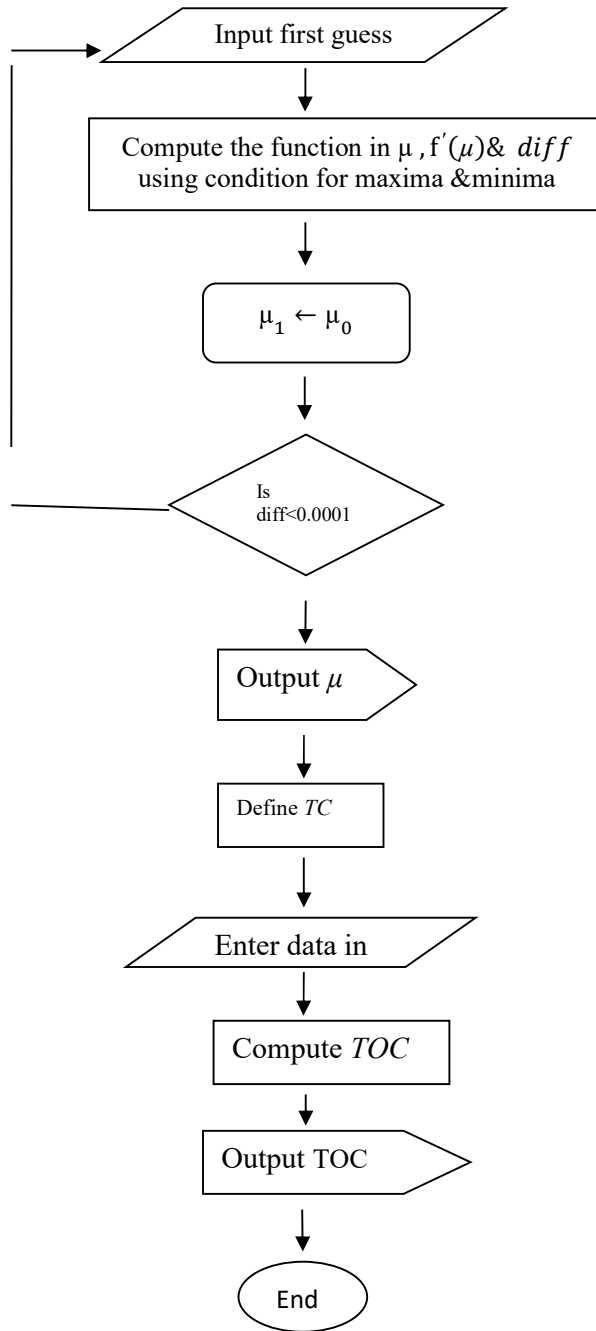 Input first guess
Compute the function in μ , f′(μ)& diff
using condition for maxima &minima
μ₁ ← μ₀
Is
diff<0.0001
Output μ
Define TC
Enter data in
Compute TOC
Output TOC
End